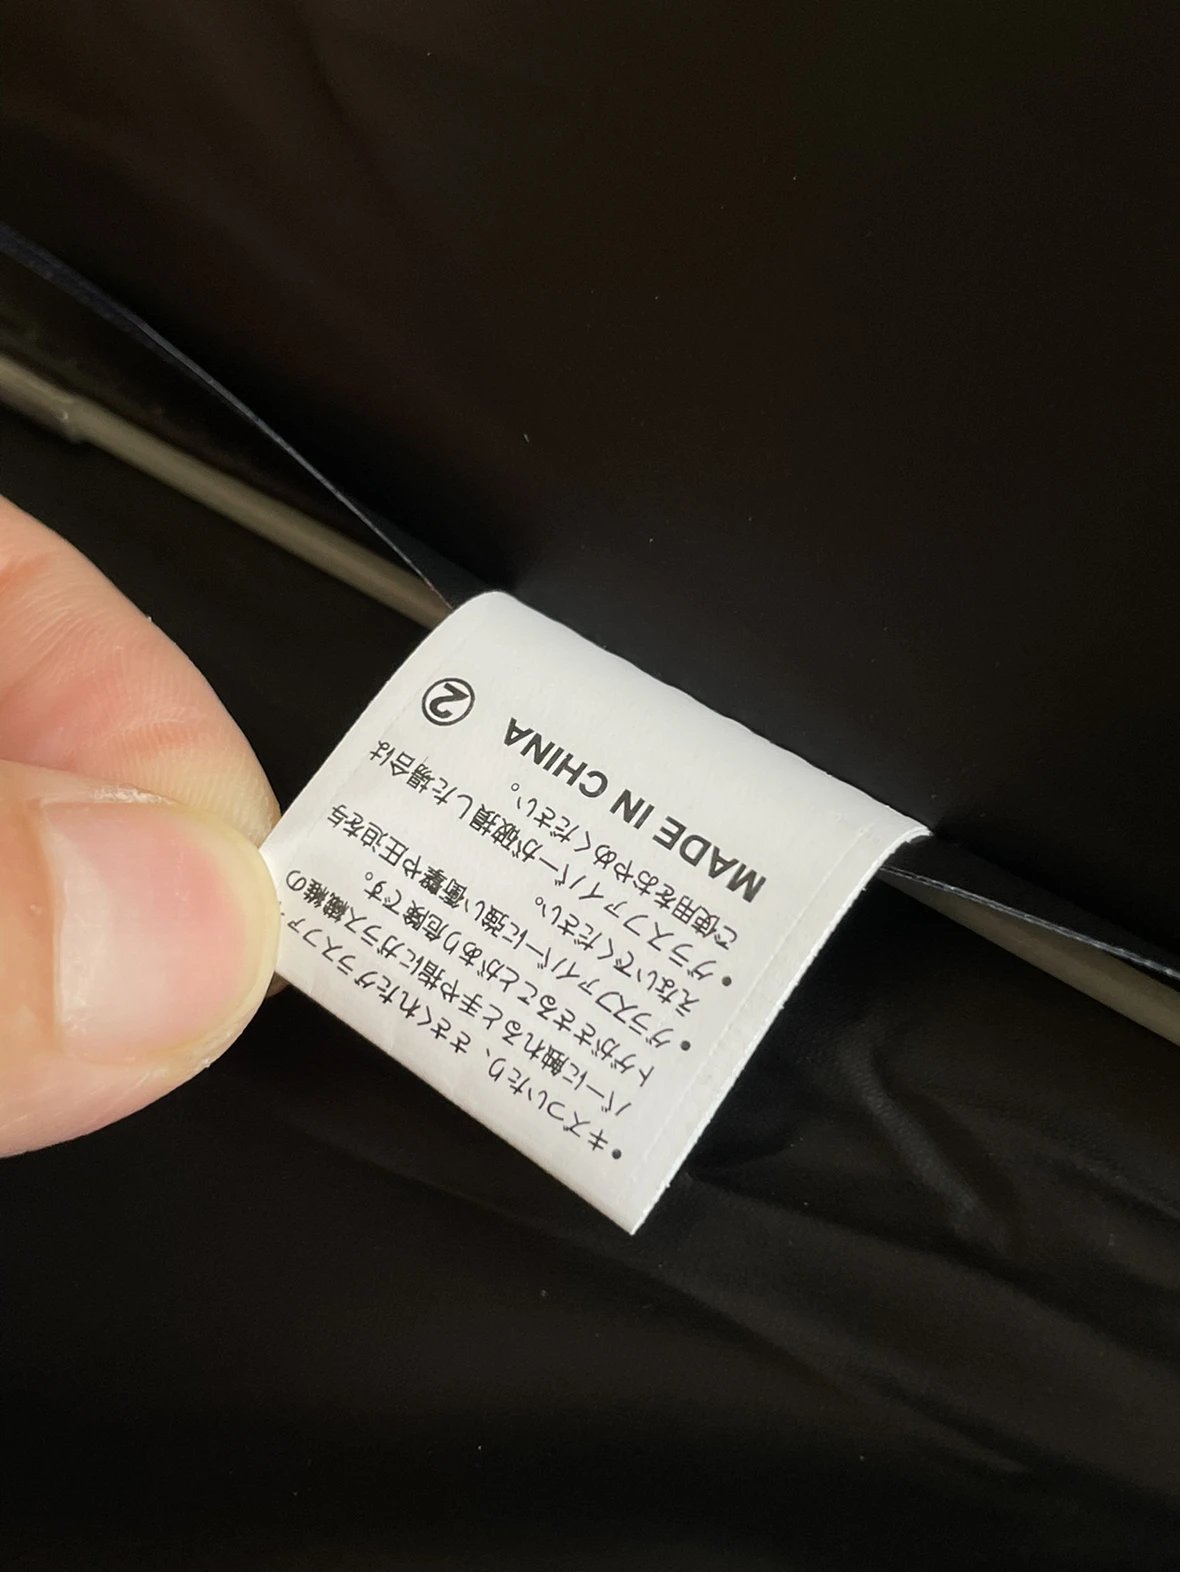 •キズついたり、ささくれたグラスファ
バーに触れると手や指にガラス繊維の
トゲがささることがあり危険です。
•グラスファイバーに強い衝撃や圧迫を与
えないでください。
•グラスファイバーが破損した場合は
ご使用をおやめください。
MADE IN CHINA
②